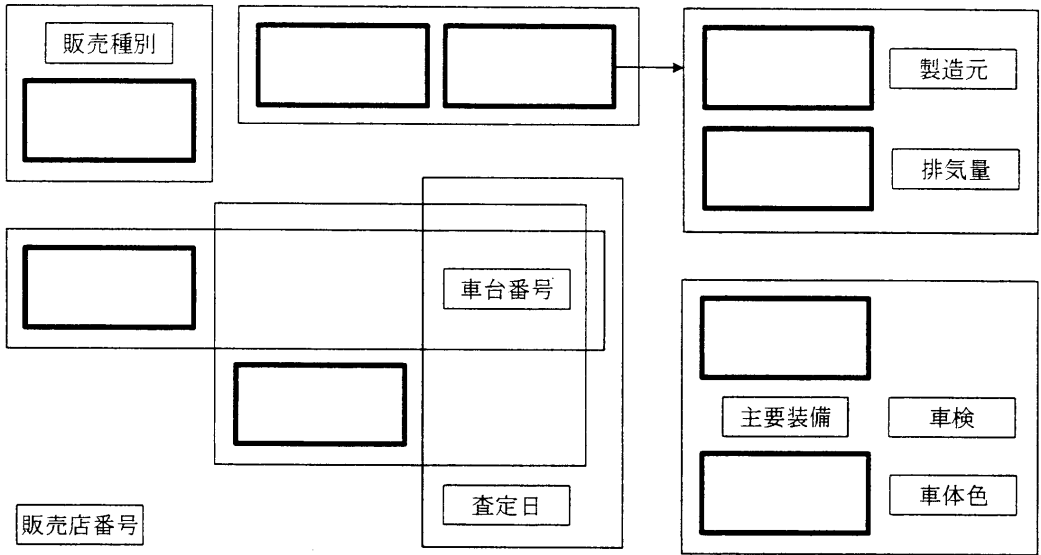 販売種別
製造元
排気量
車台番号
主要装備
車検
車体色
査定日
販売店番号